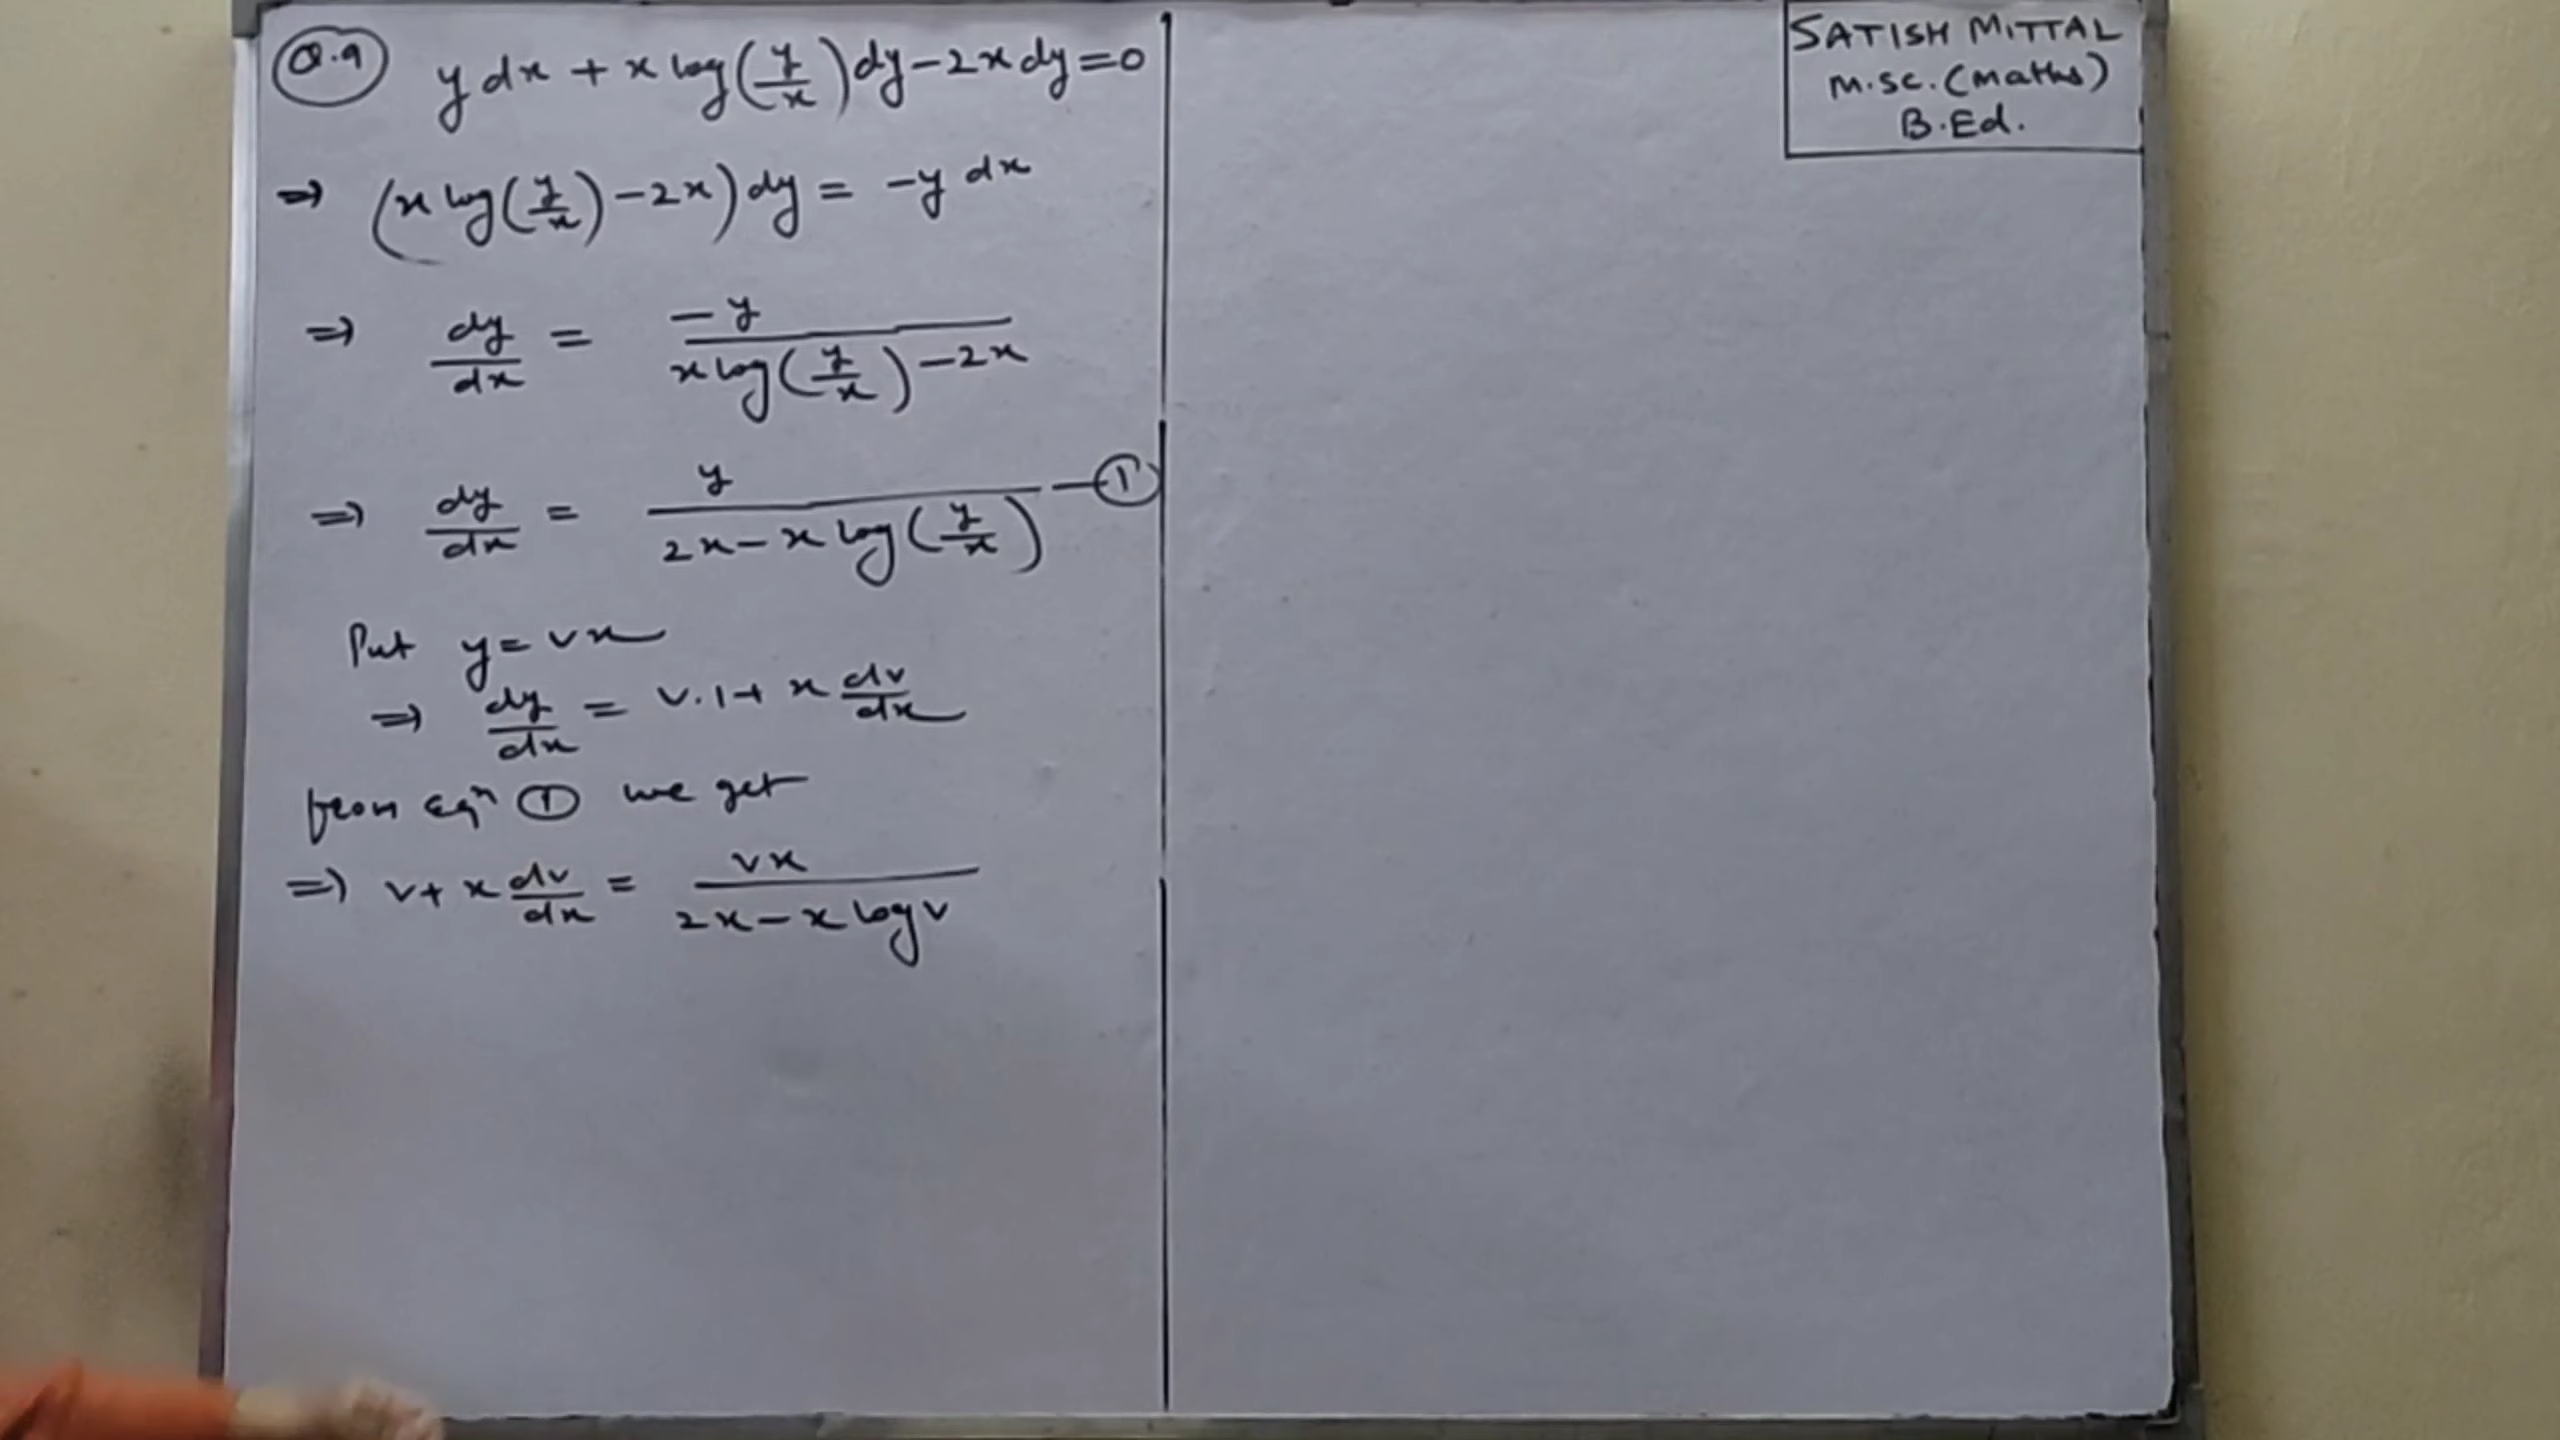 Q.9 y dx + x log(y/x) dy - 2x dy = 0
⇒ (x log(y/x) - 2x) dy = -y dx
⇒ dy/dx = -y / (x log(y/x) - 2x)
⇒ dy/dx = y / (2x - x log(y/x)) — ①
Put y = vx
⇒ dy/dx = v.1 + x dv/dx
from eqn ① we get
⇒ v + x dv/dx = vx / (2x - x log v)
SATISH MITTAL
M.Sc. (Maths)
B.Ed.